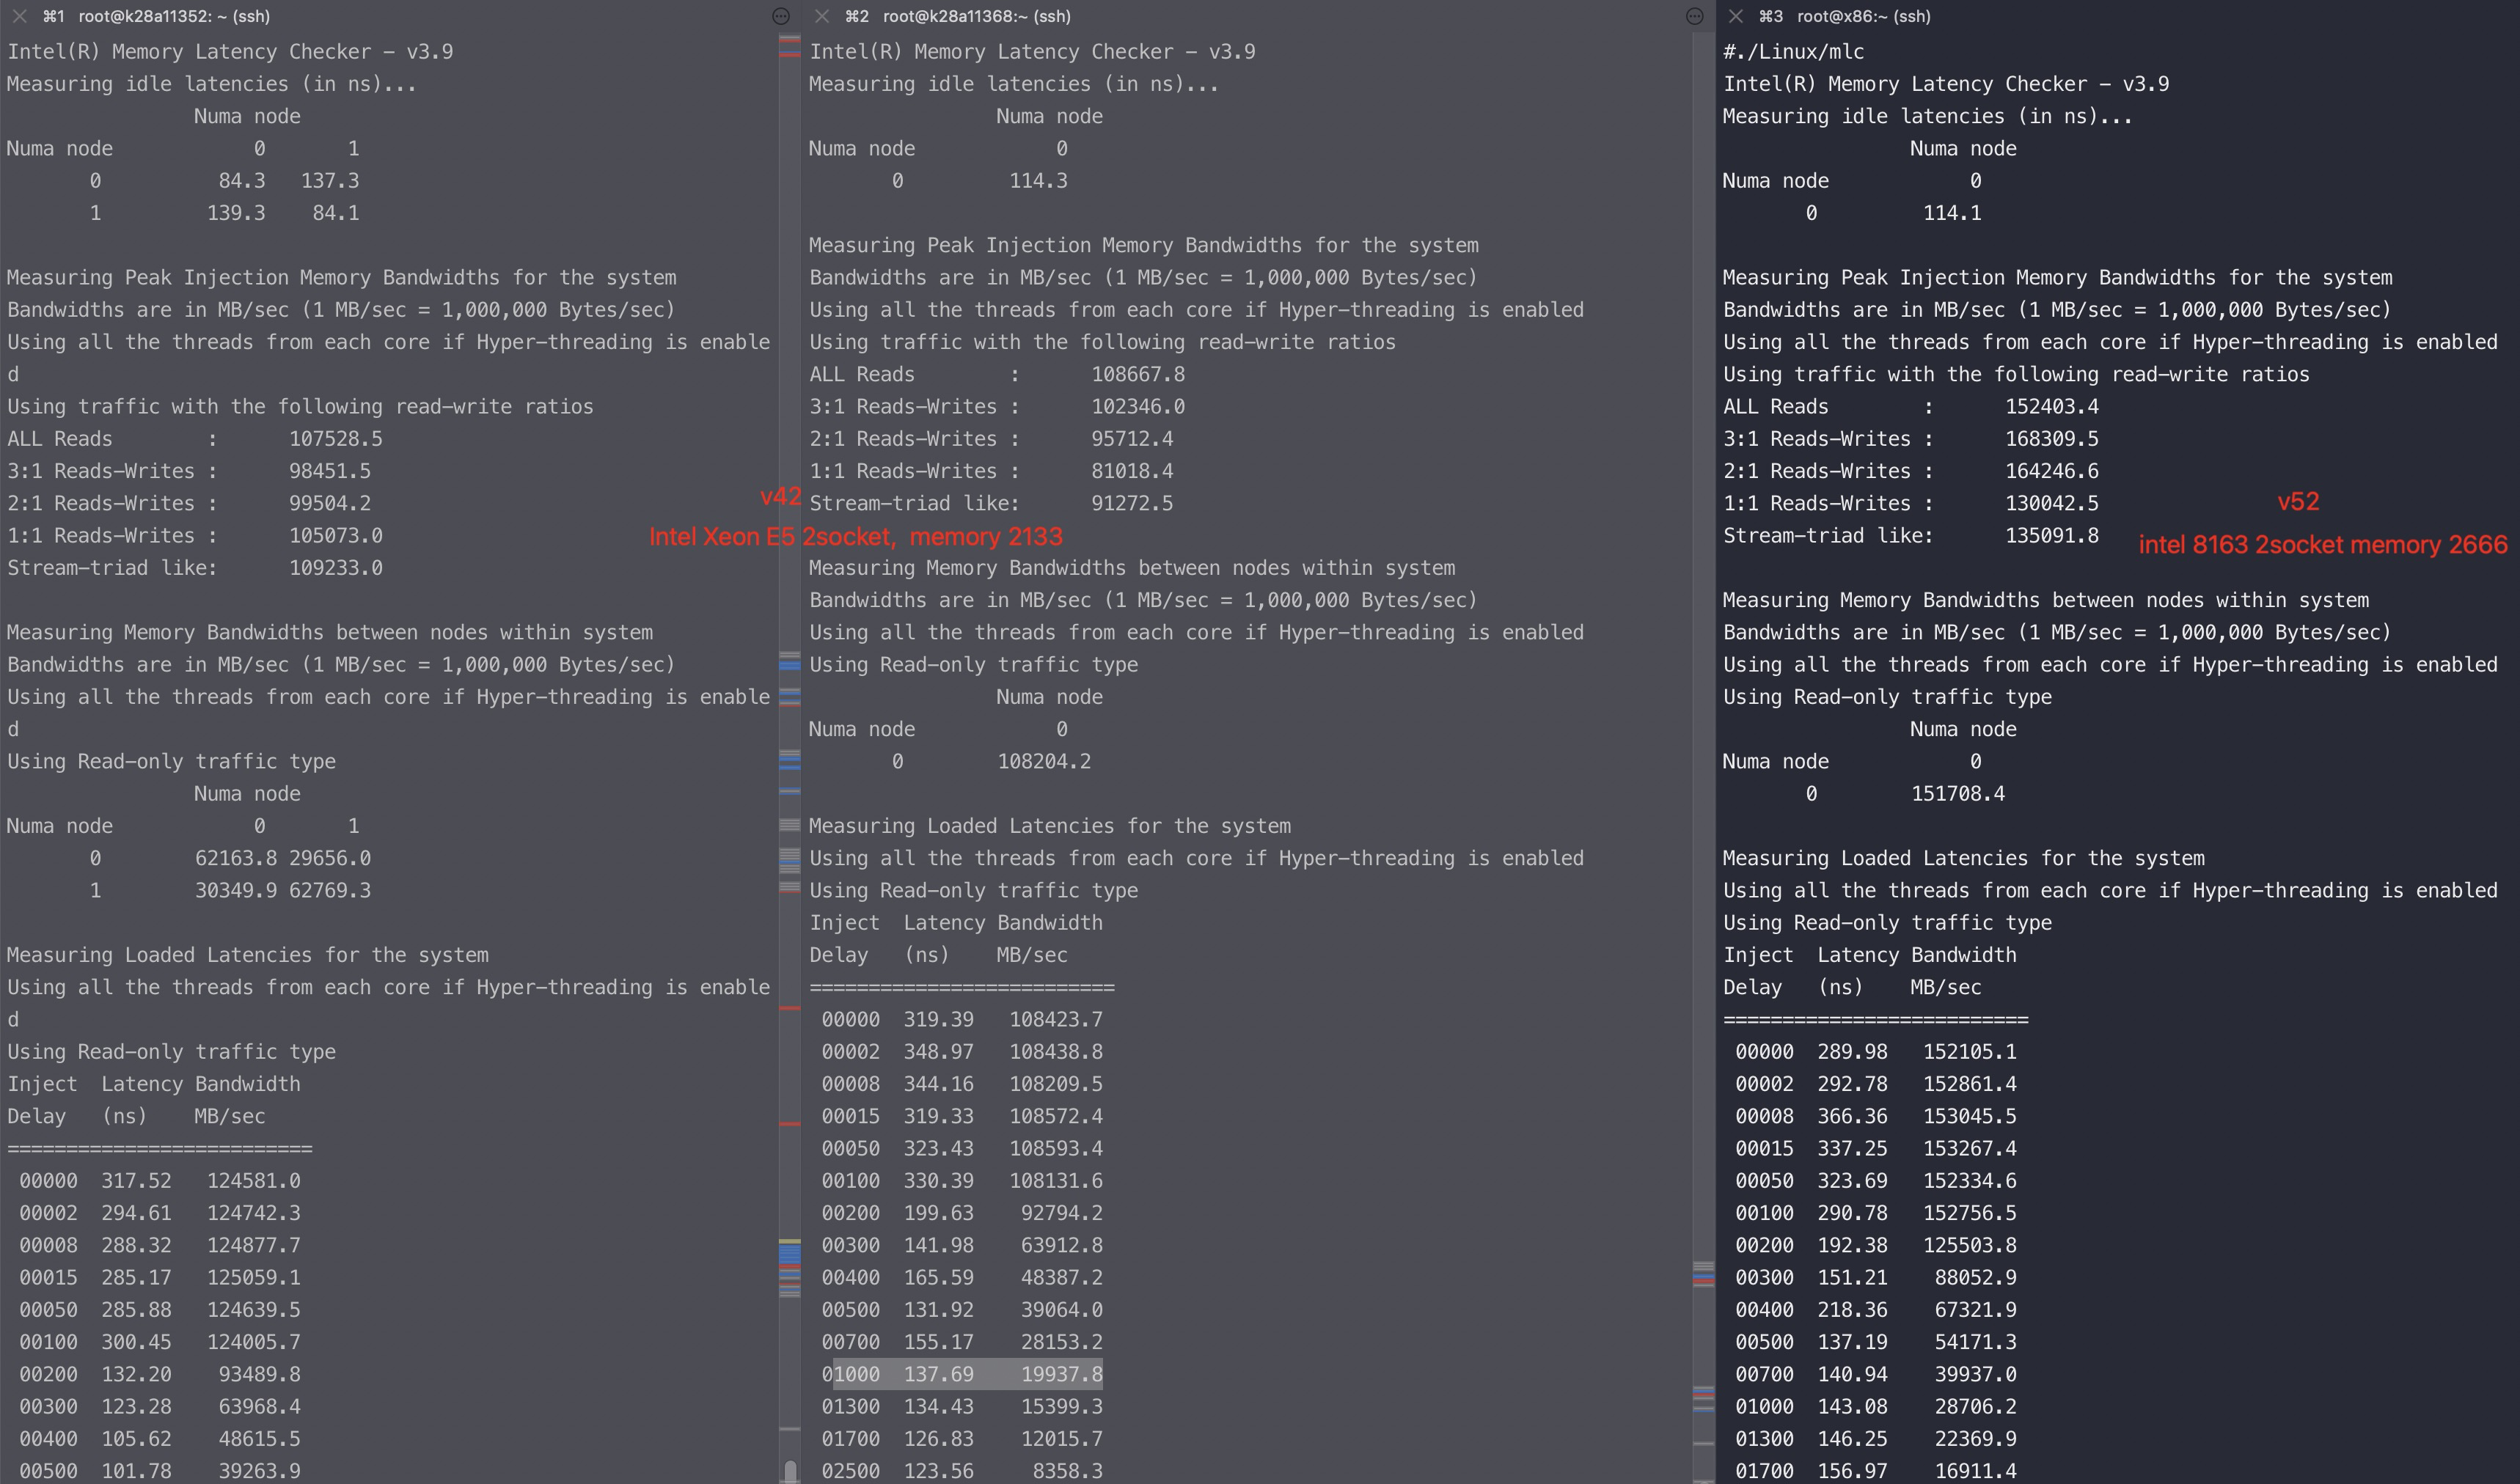 ⌘1 root@k28a11352: ~ (ssh)
Intel(R) Memory Latency Checker - v3.9
Measuring idle latencies (in ns)...
Numa node
Numa node 0 1
0 84.3 137.3
1 139.3 84.1
Measuring Peak Injection Memory Bandwidths for the system
Bandwidths are in MB/sec (1 MB/sec = 1,000,000 Bytes/sec)
Using all the threads from each core if Hyper-threading is enable
d
Using traffic with the following read-write ratios
ALL Reads : 107528.5
3:1 Reads-Writes : 98451.5
2:1 Reads-Writes : 99504.2
1:1 Reads-Writes : 105073.0
Stream-triad like: 109233.0
Measuring Memory Bandwidths between nodes within system
Bandwidths are in MB/sec (1 MB/sec = 1,000,000 Bytes/sec)
Using all the threads from each core if Hyper-threading is enable
d
Using Read-only traffic type
Numa node
Numa node 0 1
0 62163.8 29656.0
1 30349.9 62769.3
Measuring Loaded Latencies for the system
Using all the threads from each core if Hyper-threading is enable
d
Using Read-only traffic type
Inject Latency Bandwidth
Delay (ns) MB/sec
==========================
00000 317.52 124581.0
00002 294.61 124742.3
00008 288.32 124877.7
00015 285.17 125059.1
00050 285.88 124639.5
00100 300.45 124005.7
00200 132.20 93489.8
00300 123.28 63968.4
00400 105.62 48615.5
00500 101.78 39263.9
v42
Intel Xeon E5 2socket, memory 2133
⌘2 root@k28a11368:~ (ssh)
Intel(R) Memory Latency Checker - v3.9
Measuring idle latencies (in ns)...
Numa node
Numa node 0
0 114.3
Measuring Peak Injection Memory Bandwidths for the system
Bandwidths are in MB/sec (1 MB/sec = 1,000,000 Bytes/sec)
Using all the threads from each core if Hyper-threading is enabled
Using traffic with the following read-write ratios
ALL Reads : 108667.8
3:1 Reads-Writes : 102346.0
2:1 Reads-Writes : 95712.4
1:1 Reads-Writes : 81018.4
Stream-triad like: 91272.5
Measuring Memory Bandwidths between nodes within system
Bandwidths are in MB/sec (1 MB/sec = 1,000,000 Bytes/sec)
Using all the threads from each core if Hyper-threading is enabled
Using Read-only traffic type
Numa node
Numa node 0
0 108204.2
Measuring Loaded Latencies for the system
Using all the threads from each core if Hyper-threading is enabled
Using Read-only traffic type
Inject Latency Bandwidth
Delay (ns) MB/sec
==========================
00000 319.39 108423.7
00002 348.97 108438.8
00008 344.16 108209.5
00015 319.33 108572.4
00050 323.43 108593.4
00100 330.39 108131.6
00200 199.63 92794.2
00300 141.98 63912.8
00400 165.59 48387.2
00500 131.92 39064.0
00700 155.17 28153.2
01000 137.69 19937.8
01300 134.43 15399.3
01700 126.83 12015.7
02500 123.56 8358.3
⌘3 root@x86:~ (ssh)
#./Linux/mlc
Intel(R) Memory Latency Checker - v3.9
Measuring idle latencies (in ns)...
Numa node
Numa node 0
0 114.1
Measuring Peak Injection Memory Bandwidths for the system
Bandwidths are in MB/sec (1 MB/sec = 1,000,000 Bytes/sec)
Using all the threads from each core if Hyper-threading is enabled
Using traffic with the following read-write ratios
ALL Reads : 152403.4
3:1 Reads-Writes : 168309.5
2:1 Reads-Writes : 164246.6
1:1 Reads-Writes : 130042.5
Stream-triad like: 135091.8
v52
intel 8163 2socket memory 2666
Measuring Memory Bandwidths between nodes within system
Bandwidths are in MB/sec (1 MB/sec = 1,000,000 Bytes/sec)
Using all the threads from each core if Hyper-threading is enabled
Using Read-only traffic type
Numa node
Numa node 0
0 151708.4
Measuring Loaded Latencies for the system
Using all the threads from each core if Hyper-threading is enabled
Using Read-only traffic type
Inject Latency Bandwidth
Delay (ns) MB/sec
==========================
00000 289.98 152105.1
00002 292.78 152861.4
00008 366.36 153045.5
00015 337.25 153267.4
00050 323.69 152334.6
00100 290.78 152756.5
00200 192.38 125503.8
00300 151.21 88052.9
00400 218.36 67321.9
00500 137.19 54171.3
00700 140.94 39937.0
01000 143.08 28706.2
01300 146.25 22369.9
01700 156.97 16911.4